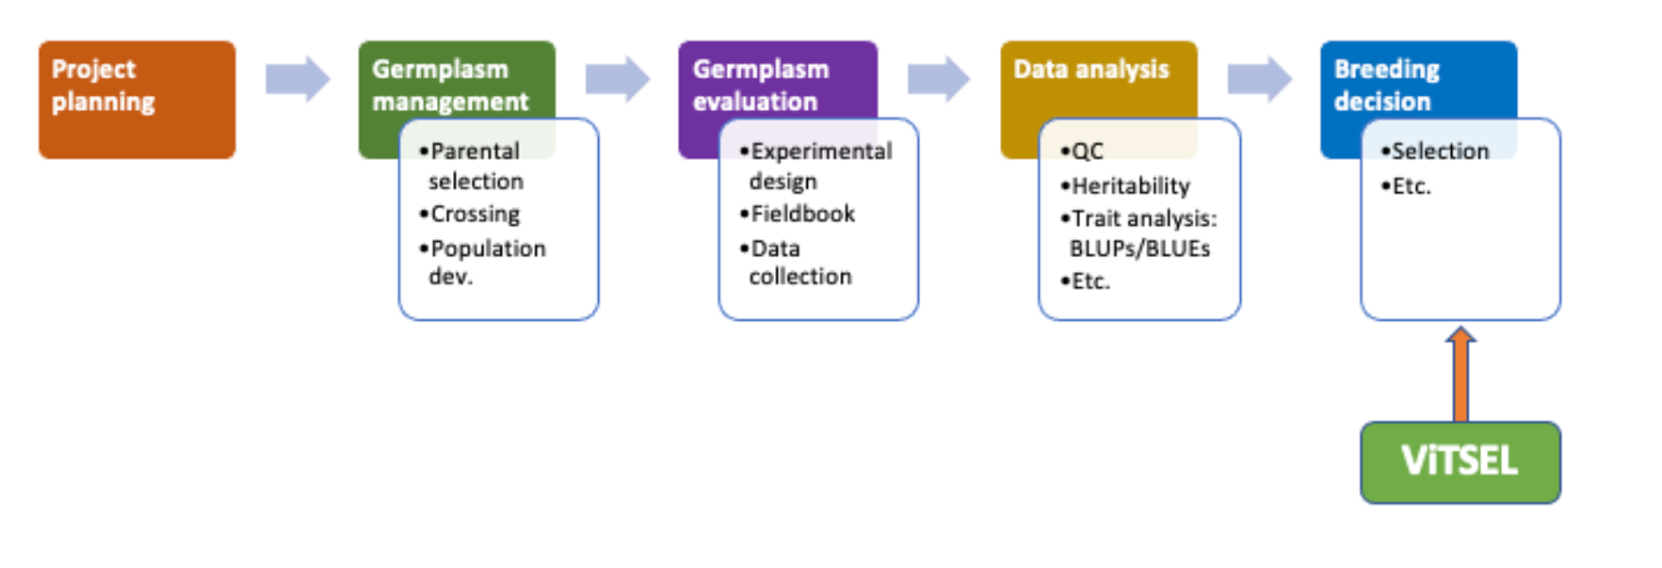 Project
planning
Germplasm
management
•Parental
selection
•Crossing
•Population
dev.
Germplasm
evaluation
•Experimental
design
•Fieldbook
•Data
collection
Data analysis
•QC
•Heritability
•Trait analysis:
BLUPs/BLUEs
•Etc.
Breeding
decision
•Selection
•Etc.
ViTSEL